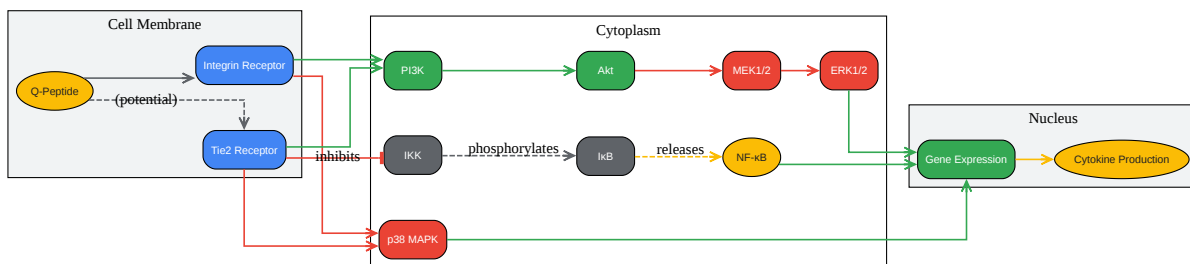 Cell Membrane
Q-Peptide
Integrin Receptor
(potential)
Tie2 Receptor
inhibits
Cytoplasm
PI3K
Akt
MEK1/2
ERK1/2
IKK
phosphorylates
IκB
releases
NF-κB
p38 MAPK
Nucleus
Gene Expression
Cytokine Production